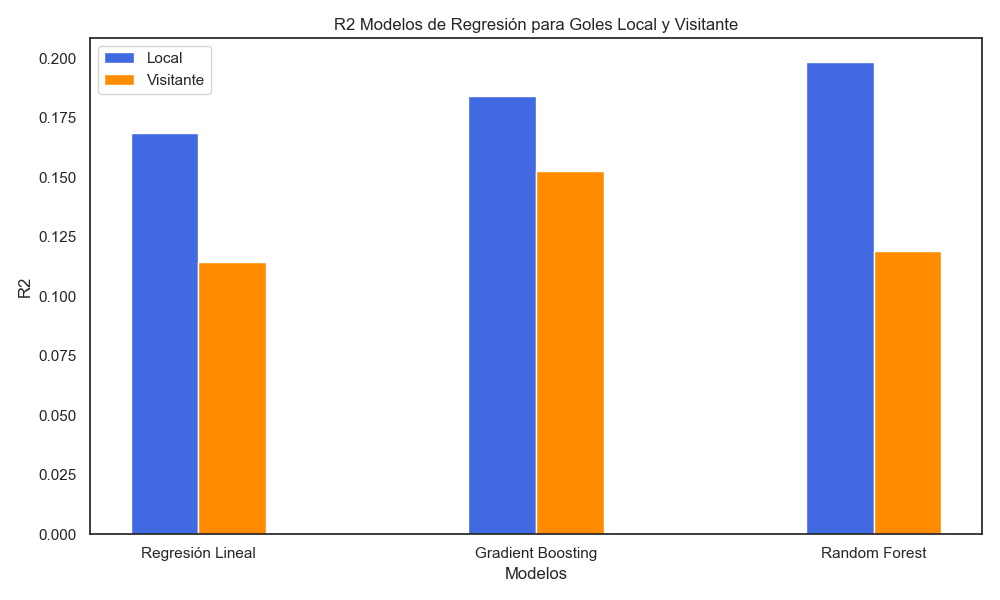 R2 Modelos de Regresión para Goles Local y Visitante
Local
Visitante
0.200
0.175
0.150
0.125
0.100
0.075
0.050
0.025
0.000
R2
Regresión Lineal
Gradient Boosting
Random Forest
Modelos